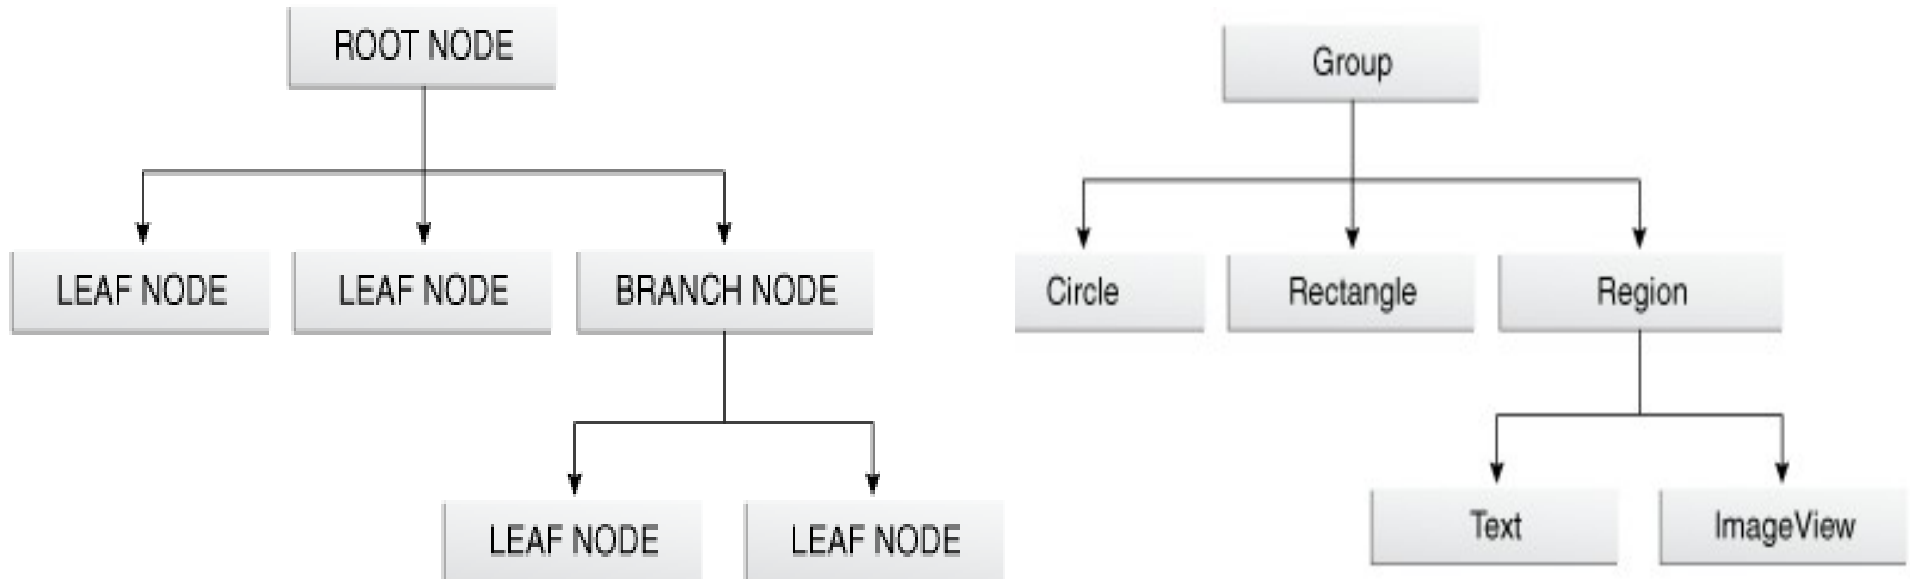 ROOT NODE
LEAF NODE
LEAF NODE
BRANCH NODE
LEAF NODE
LEAF NODE
Group
Circle
Rectangle
Region
Text
ImageView